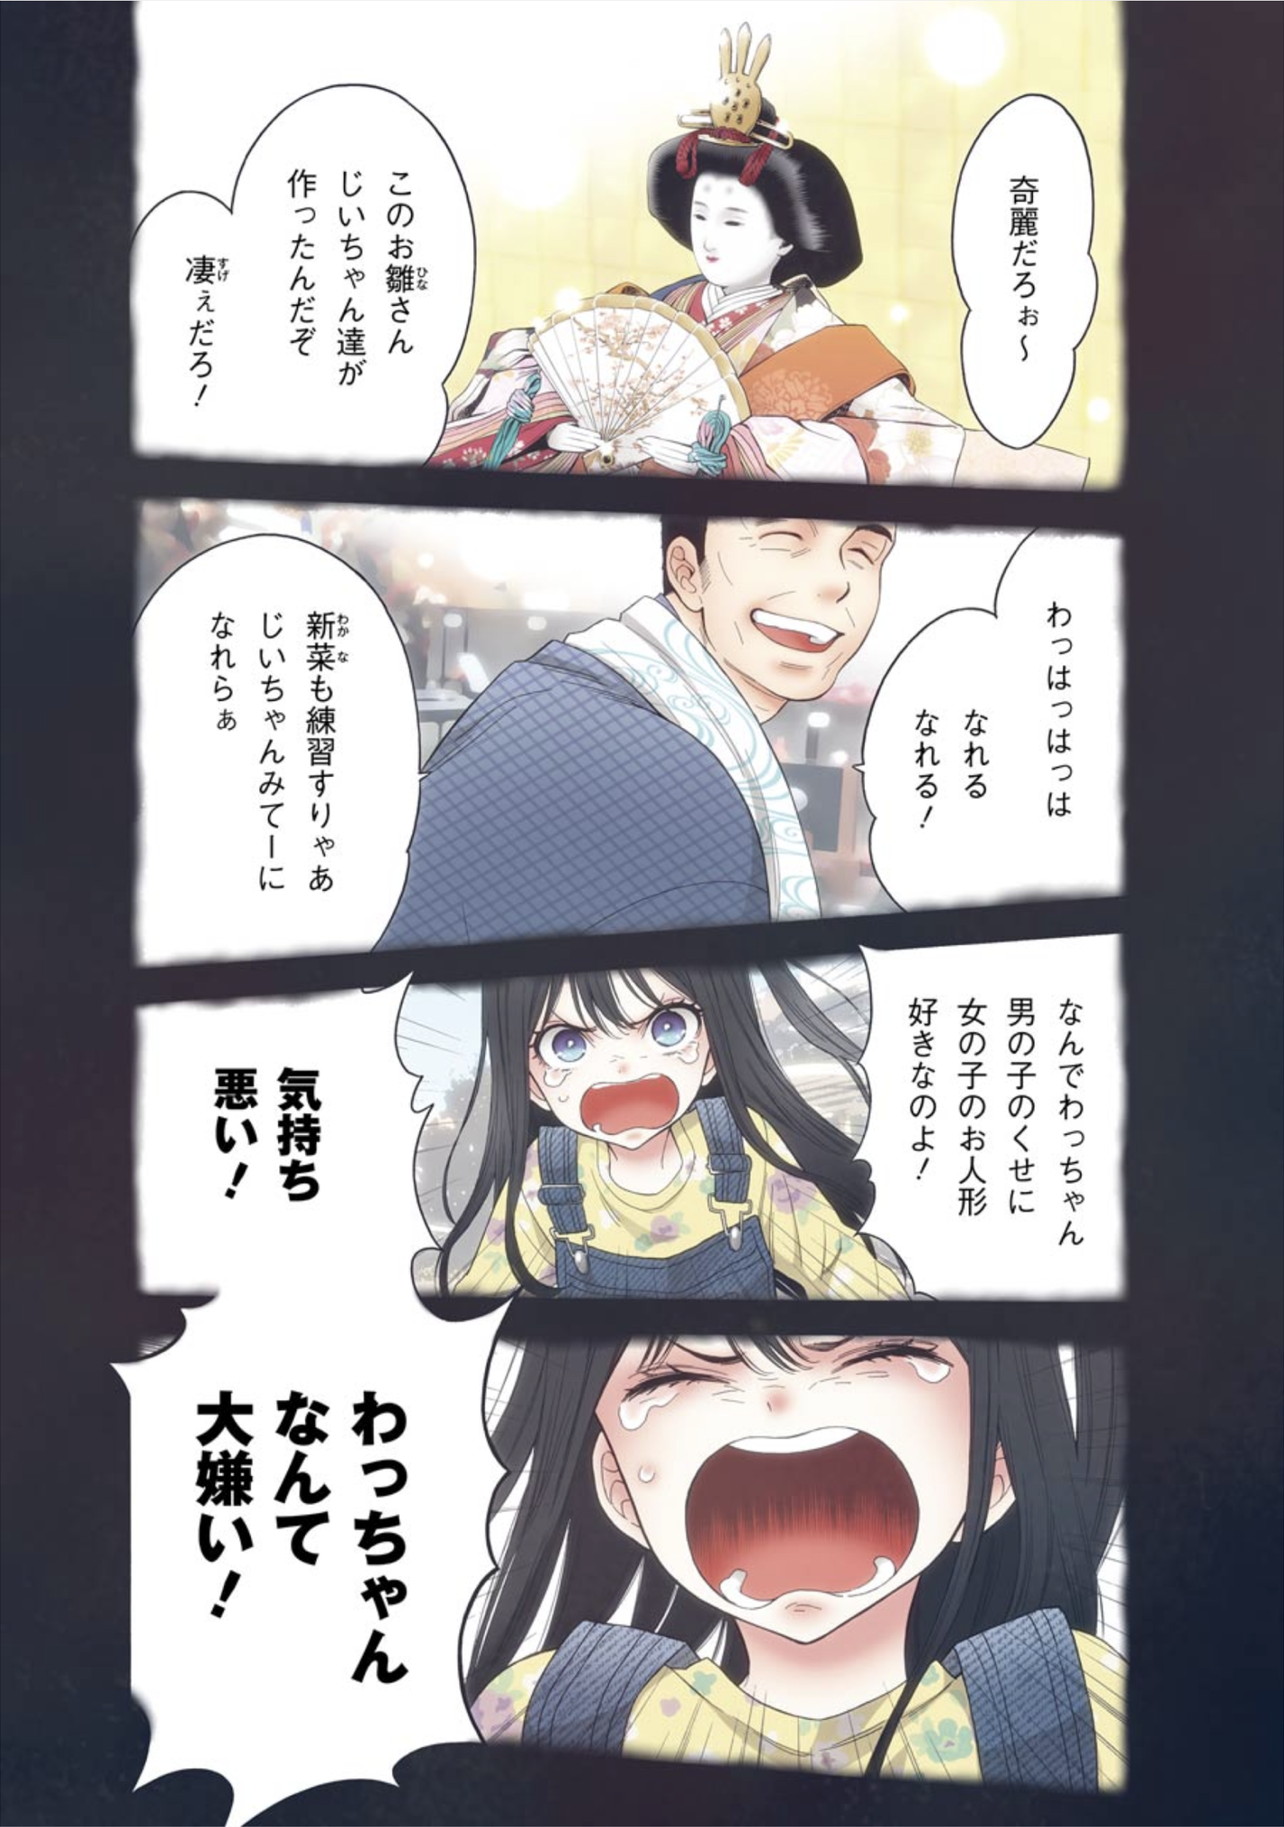 奇麗だろぉ～
このお雛さん
じいちゃん達が
作ったんだぞ
凄ぇだろ！
わっはっはっは
なれる
なれる！
新菜も練習すりゃあ
じいちゃんみてーに
なれらぁ
なんでわっちゃん
男の子のくせに
女の子のお人形
好きなのよ！
気持ち
悪い！
わっちゃん
なんて
大嫌い！